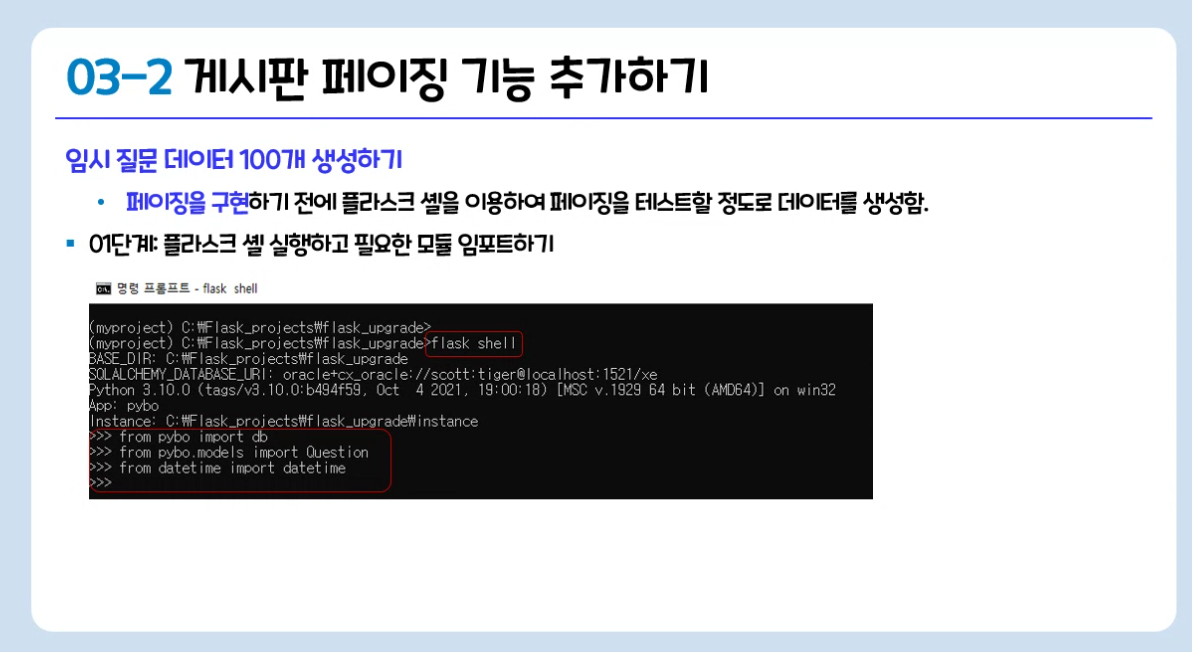 03-2 게시판 페이징 기능 추가하기
임시 질문 데이터 100개 생성하기
• 페이징을 구현하기 전에 플라스크 셸을 이용하여 페이징을 테스트할 정도로 데이터를 생성함.
▪ 01단계: 플라스크 셸 실행하고 필요한 모듈 임포트하기
명령 프롬프트 - flask shell
(myproject) C:₩Flask_projects₩flask_upgrade>
(myproject) C:₩Flask_projects₩flask_upgrade>flask shell
BASE_DIR: C:₩Flask_projects₩flask_upgrade
SQLALCHEMY_DATABASE_URI: oracle+cx_oracle://scott:tiger@localhost:1521/xe
Python 3.10.0 (tags/v3.10.0:b494f59, Oct  4 2021, 19:00:18) [MSC v.1929 64 bit (AMD64)] on win32
App: pybo
Instance: C:₩Flask_projects₩flask_upgrade₩instance
>>> from pybo import db
>>> from pybo.models import Question
>>> from datetime import datetime
>>>